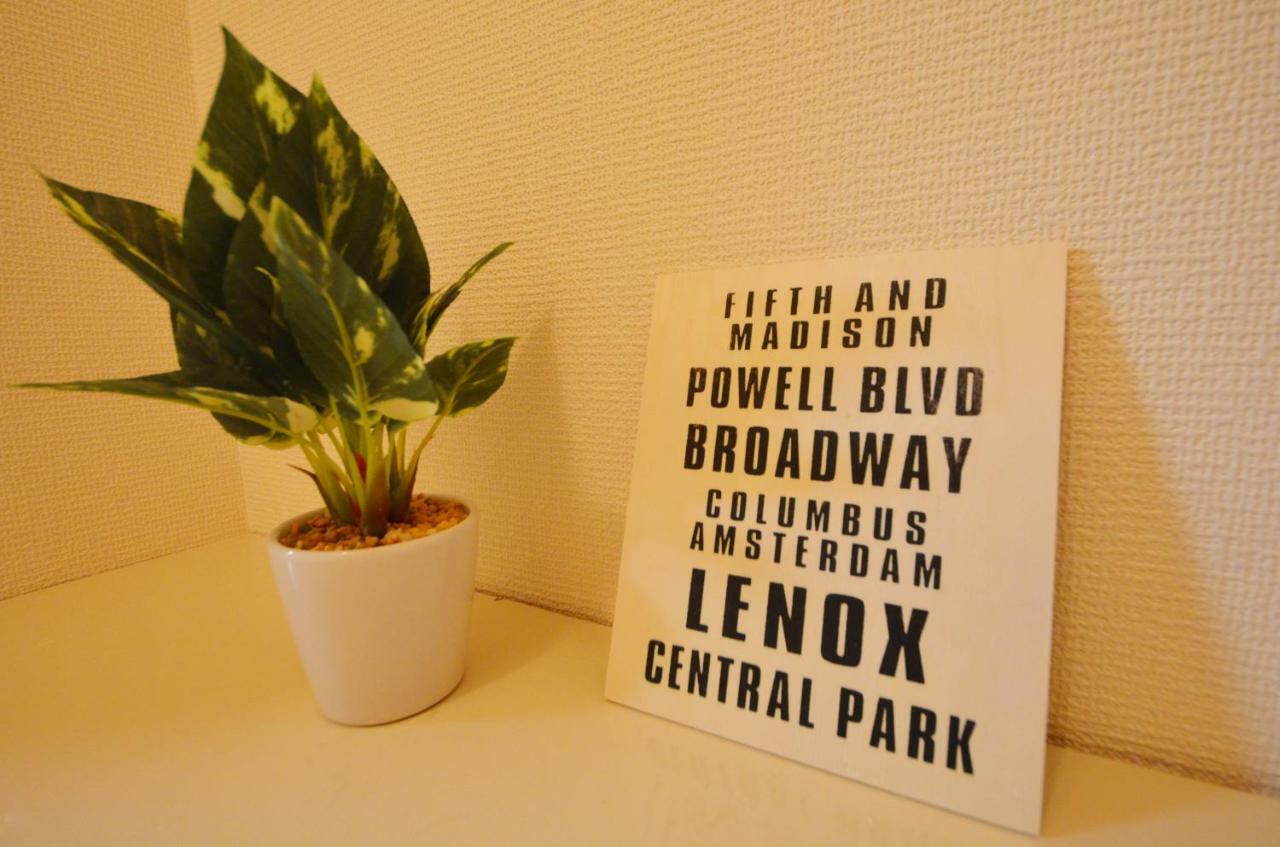 FIFTH AND
MADISON
POWELL BLVD
BROADWAY
COLUMBUS
AMSTERDAM
LENOX
CENTRAL PARK